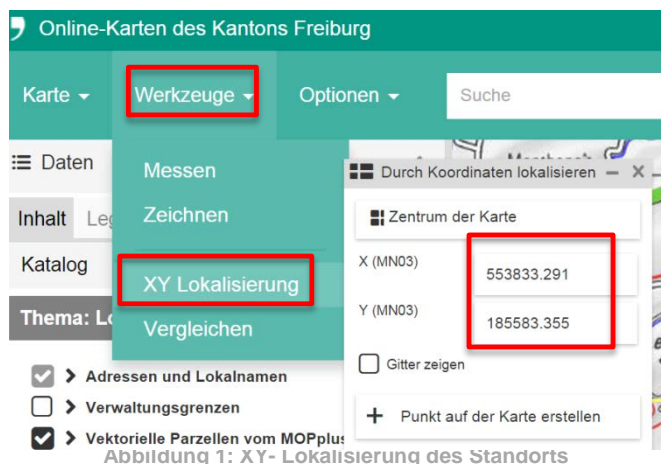 Online-Karten des Kantons Freiburg
Karte Werkzeuge Optionen Suche
Daten
Inhalt
Katalog
Thema:
Messen
Zeichnen
XY Lokalisierung
Vergleichen
Durch Koordinaten lokalisieren
Zentrum der Karte
X (MN03) 553833.291
Y (MN03) 185583.355
Gitter zeigen
Punkt auf der Karte erstellen
Adressen und Lokalnamen
Verwaltungsgrenzen
Vektorielle Parzellen vom MOPplus
Abbildung 1: XY- Lokalisierung des Standorts